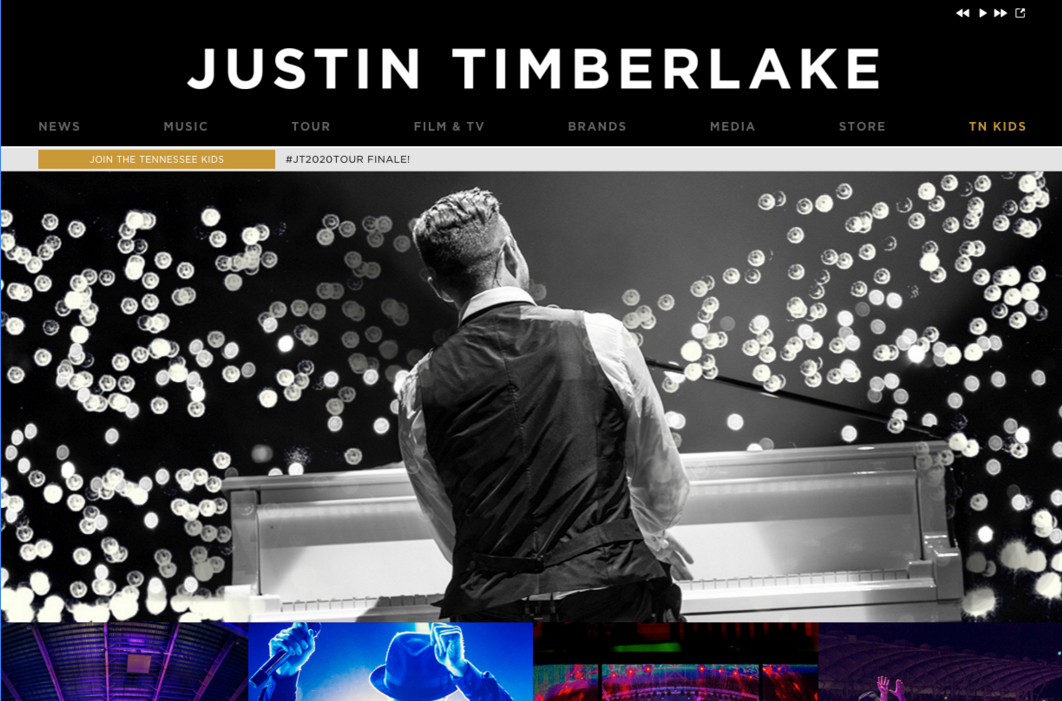 JUSTIN TIMBERLAKE
NEWS MUSIC TOUR FILM & TV BRANDS MEDIA STORE TN KIDS
JOIN THE TENNESSEE KIDS #JT2020TOUR FINALE!